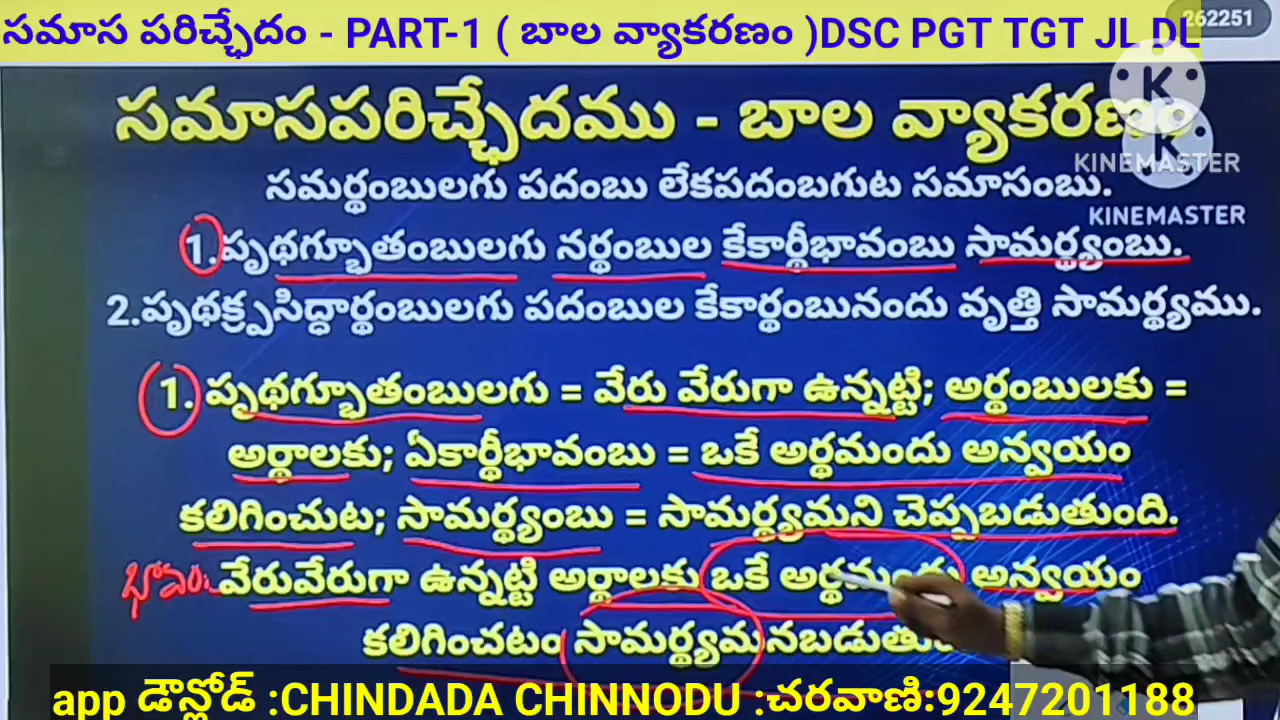 సమాస పరిచ్ఛేదం - PART-1 ( బాల వ్యాకరణం )DSC PGT TGT JL DL
262251
సమాసపరిచ్ఛేదము - బాల వ్యాకరణం
KINEMASTER
సమర్థంబులగు పదంబు లేకపదంబగుట సమాసంబు.
KINEMASTER
1.పృథగ్భూతంబులగు నర్థంబుల కేకార్థీభావంబు సామర్థ్యంబు.
2.పృథక్ప్రసిద్ధార్థంబులగు పదంబుల కేకార్థంబునందు వృత్తి సామర్థ్యము.
1. పృథగ్భూతంబులగు = వేరు వేరుగా ఉన్నట్టి; అర్థంబులకు =
అర్థాలకు; ఏకార్థీభావంబు = ఒకే అర్థమందు అన్వయం
కలిగించుట; సామర్థ్యంబు = సామర్థ్యమని చెప్పబడుతుంది.
భావం: వేరువేరుగా ఉన్నట్టి అర్థాలకు ఒకే అర్థమందు అన్వయం
కలిగించటం సామర్థ్యమనబడుతు
app డౌన్లోడ్ :CHINDADA CHINNODU :చరవాణి:9247201188